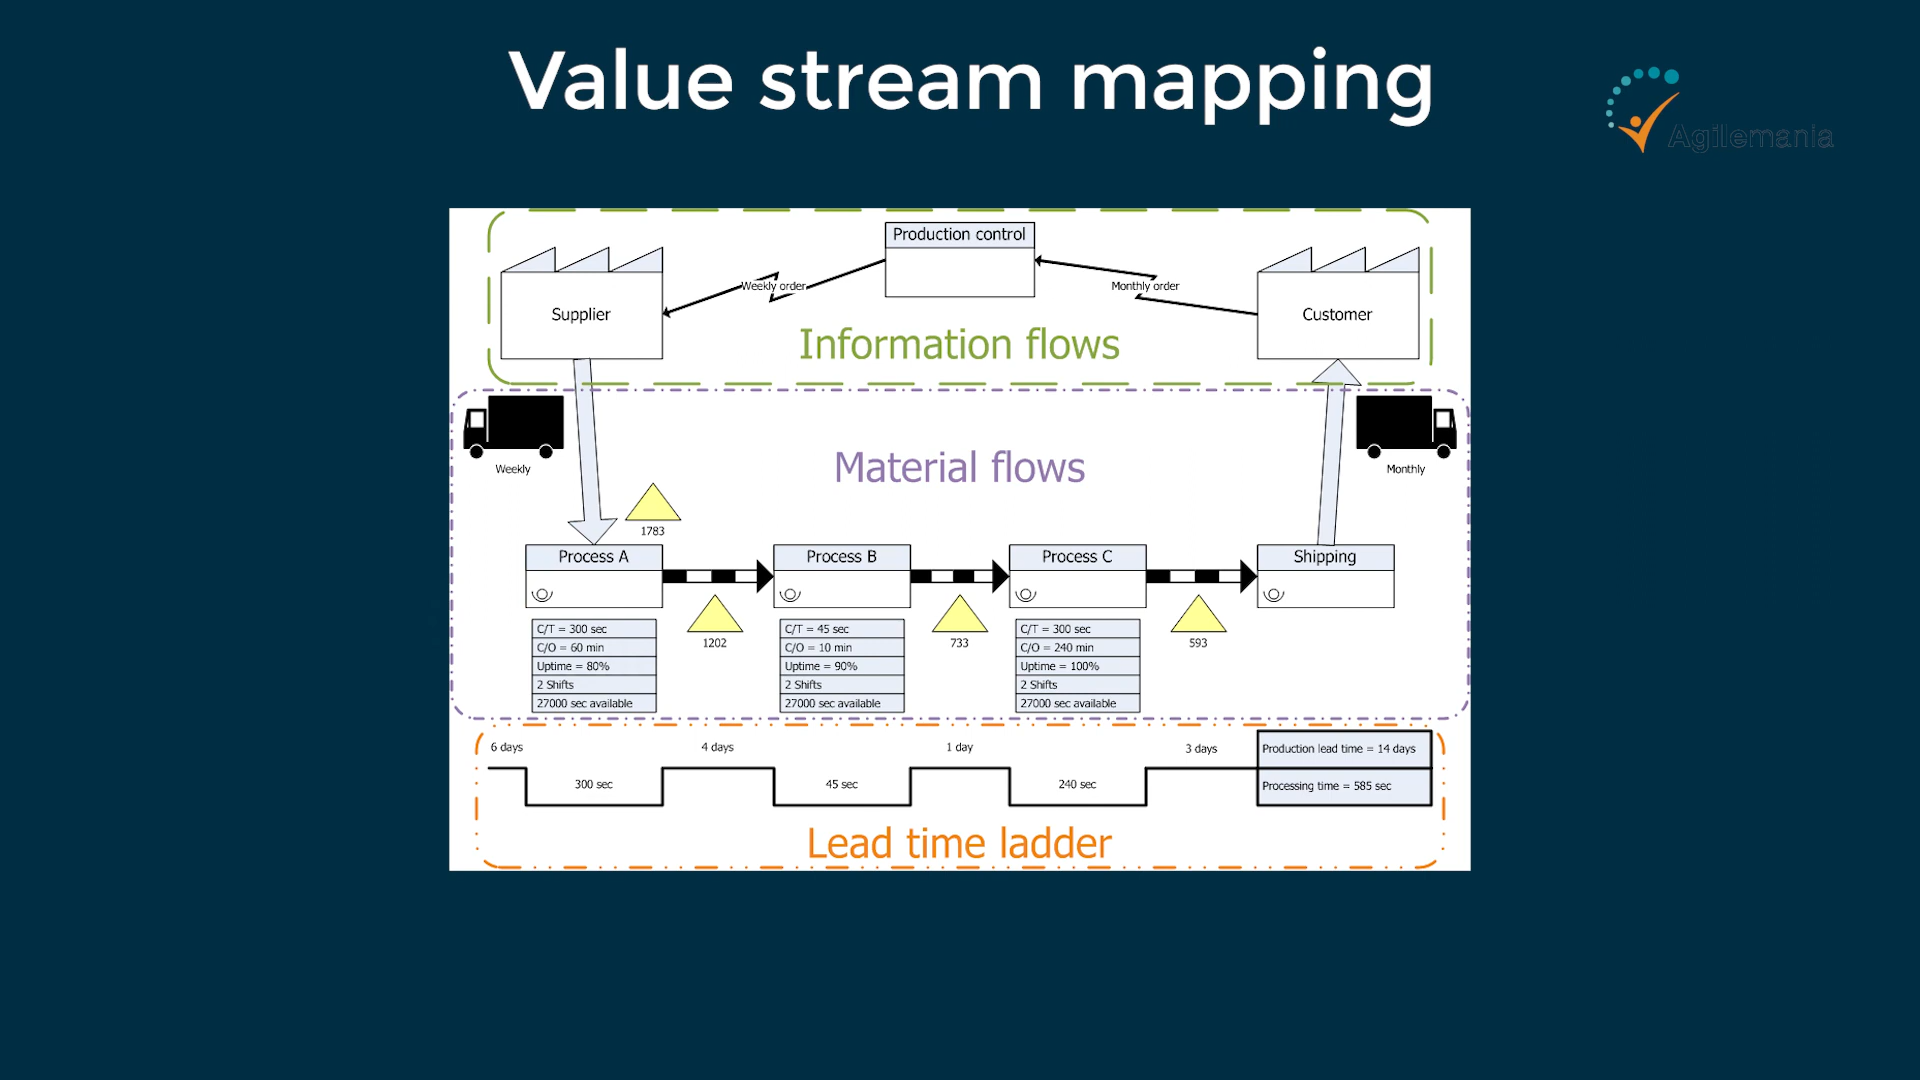 Value stream mapping
Agilemania
Production control
Supplier
Weekly order
Monthly order
Customer
Information flows
Weekly
Material flows
Monthly
1783
Process A
Process B
Process C
Shipping
1202
733
593
C/T = 300 sec
C/O = 60 min
Uptime = 80%
2 Shifts
27000 sec available
C/T = 45 sec
C/O = 10 min
Uptime = 90%
2 Shifts
27000 sec available
C/T = 300 sec
C/O = 240 min
Uptime = 100%
2 Shifts
27000 sec available
6 days
4 days
1 day
3 days
Production lead time = 14 days
300 sec
45 sec
240 sec
Processing time = 585 sec
Lead time ladder